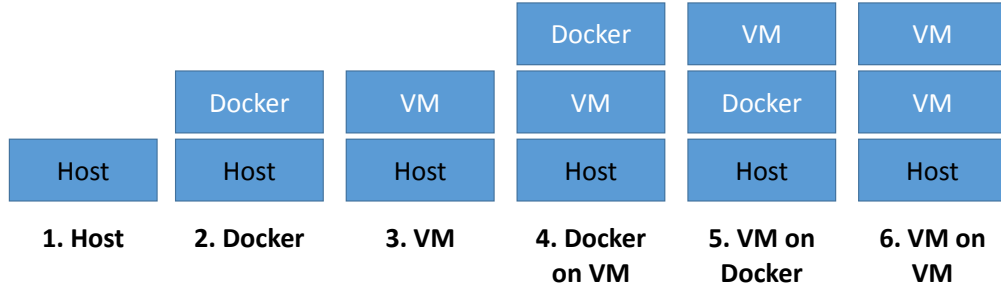 Docker VM VM
Docker VM VM Docker VM
Host Host Host Host Host Host
1. Host 2. Docker 3. VM 4. Docker 5. VM on 6. VM on
on VM Docker VM